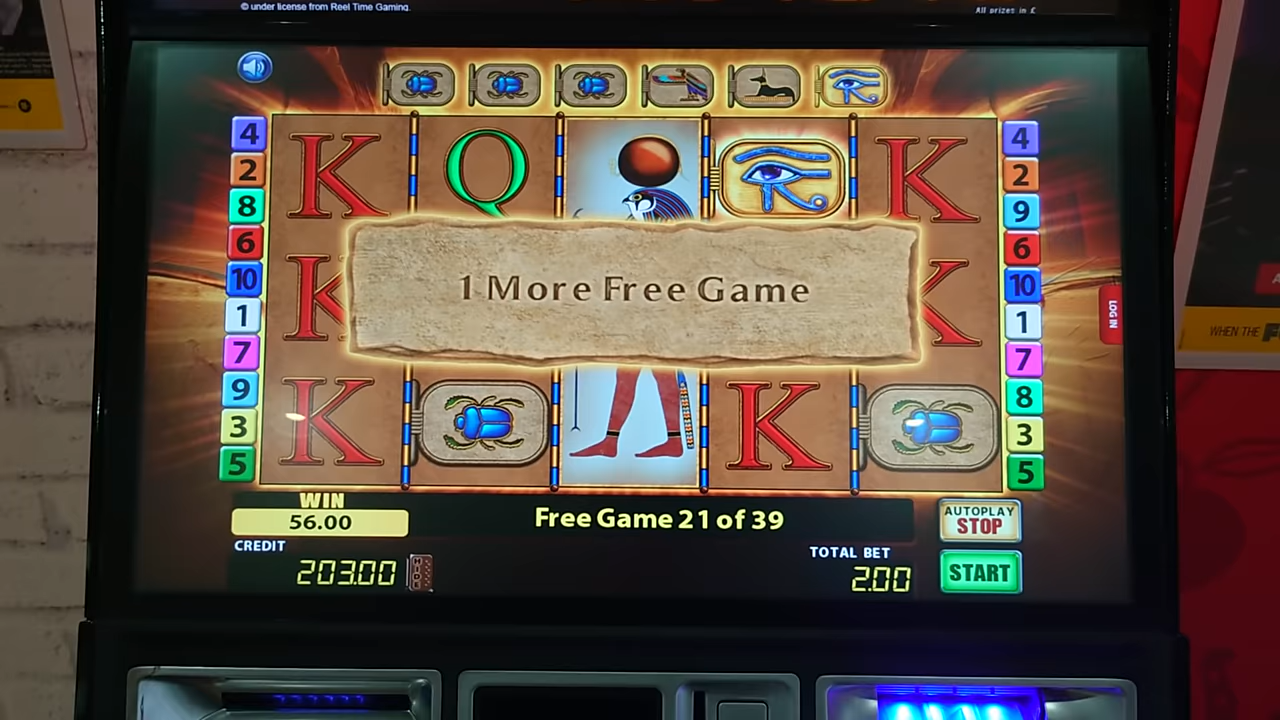 © under license from Reel Time Gaming.
All prizes in £
4
2
8
6
10
1
7
9
3
5
K Q K
K K
K K
1 More Free Game
4
2
9
6
10
1
7
8
3
5
LOG IN
WHEN THE
WIN
56.00
Free Game 21 of 39
AUTOPLAY
STOP
CREDIT
203.00
TOTAL BET
2.00
START